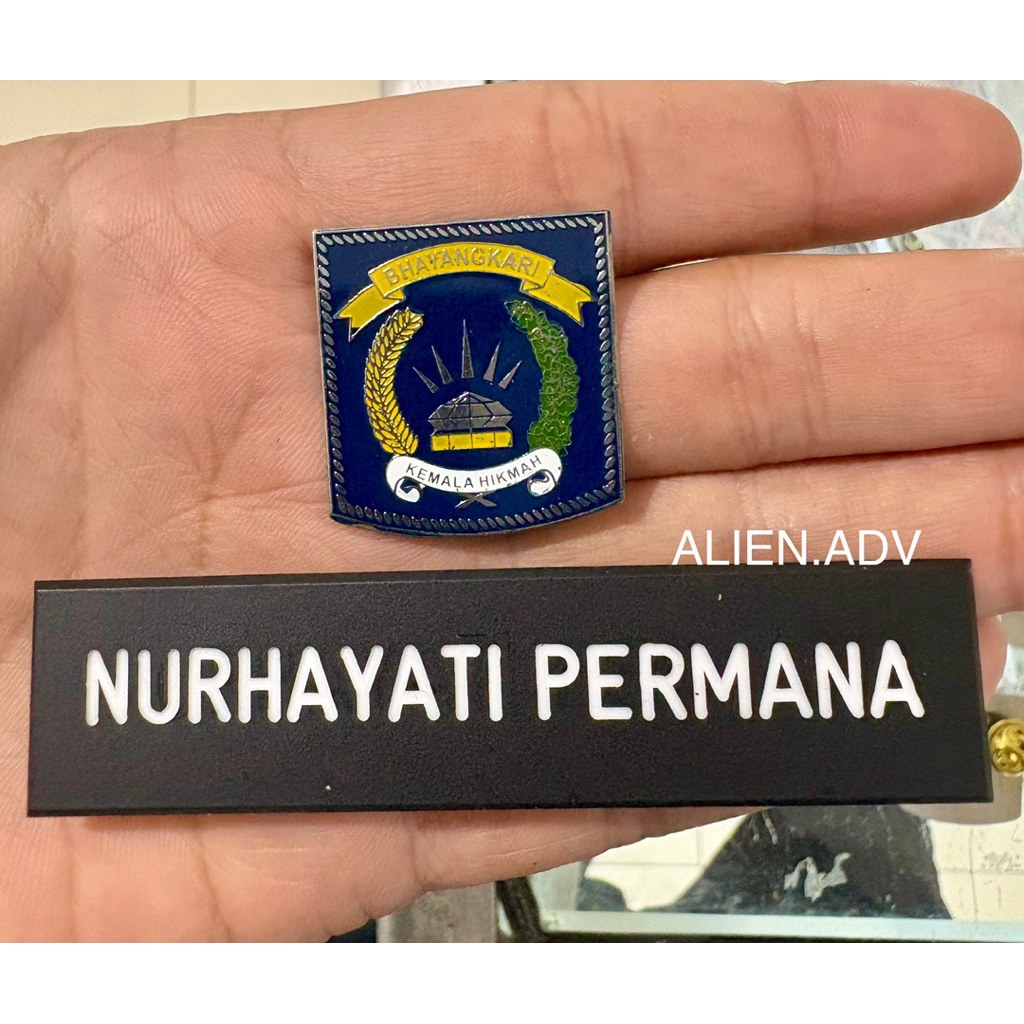 BHAYANGKARI
KEMALA HIKMAH
ALIEN.ADV
NURHAYATI PERMANA